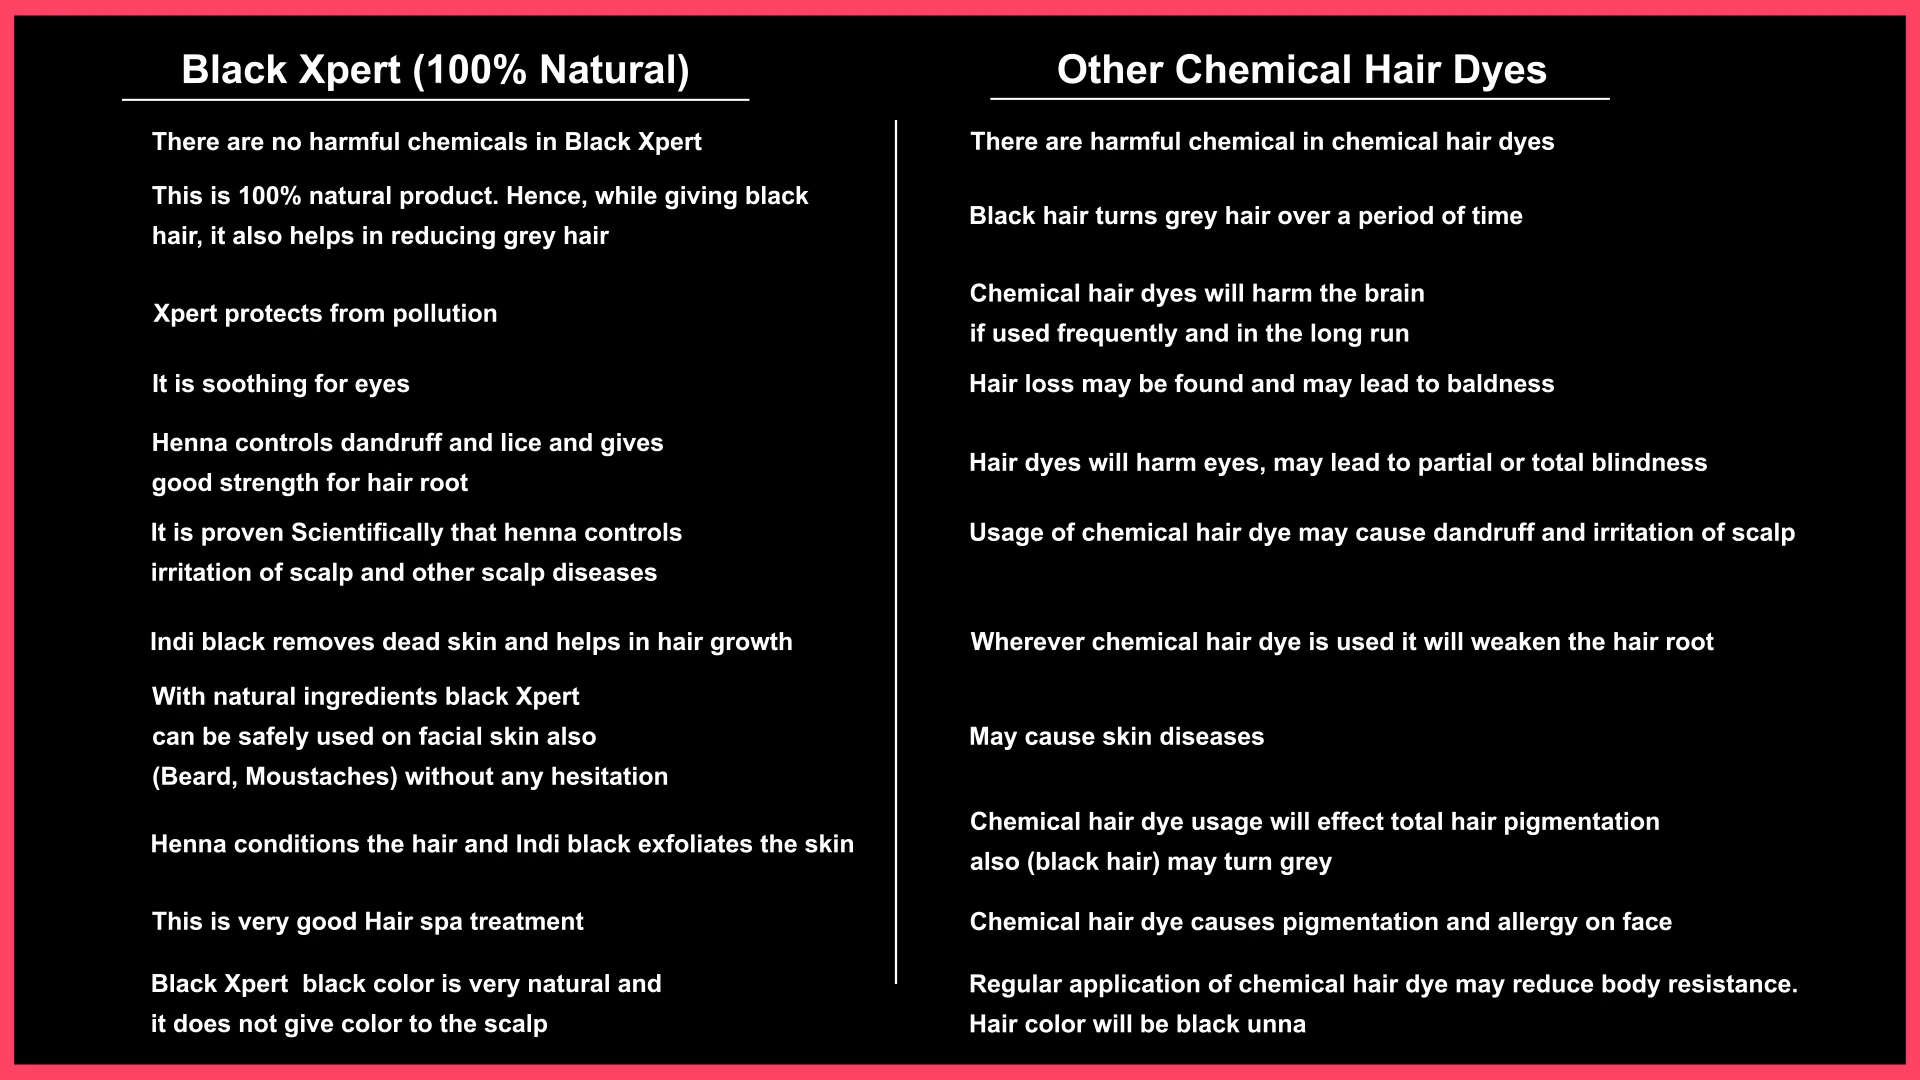 Black Xpert (100% Natural)
There are no harmful chemicals in Black Xpert
This is 100% natural product. Hence, while giving black
hair, it also helps in reducing grey hair
Xpert protects from pollution
It is soothing for eyes
Henna controls dandruff and lice and gives
good strength for hair root
It is proven Scientifically that henna controls
irritation of scalp and other scalp diseases
Indi black removes dead skin and helps in hair growth
With natural ingredients black Xpert
can be safely used on facial skin also
(Beard, Moustaches) without any hesitation
Henna conditions the hair and Indi black exfoliates the skin
This is very good Hair spa treatment
Black Xpert  black color is very natural and
it does not give color to the scalp
Other Chemical Hair Dyes
There are harmful chemical in chemical hair dyes
Black hair turns grey hair over a period of time
Chemical hair dyes will harm the brain
if used frequently and in the long run
Hair loss may be found and may lead to baldness
Hair dyes will harm eyes, may lead to partial or total blindness
Usage of chemical hair dye may cause dandruff and irritation of scalp
Wherever chemical hair dye is used it will weaken the hair root
May cause skin diseases
Chemical hair dye usage will effect total hair pigmentation
also (black hair) may turn grey
Chemical hair dye causes pigmentation and allergy on face
Regular application of chemical hair dye may reduce body resistance.
Hair color will be black unna